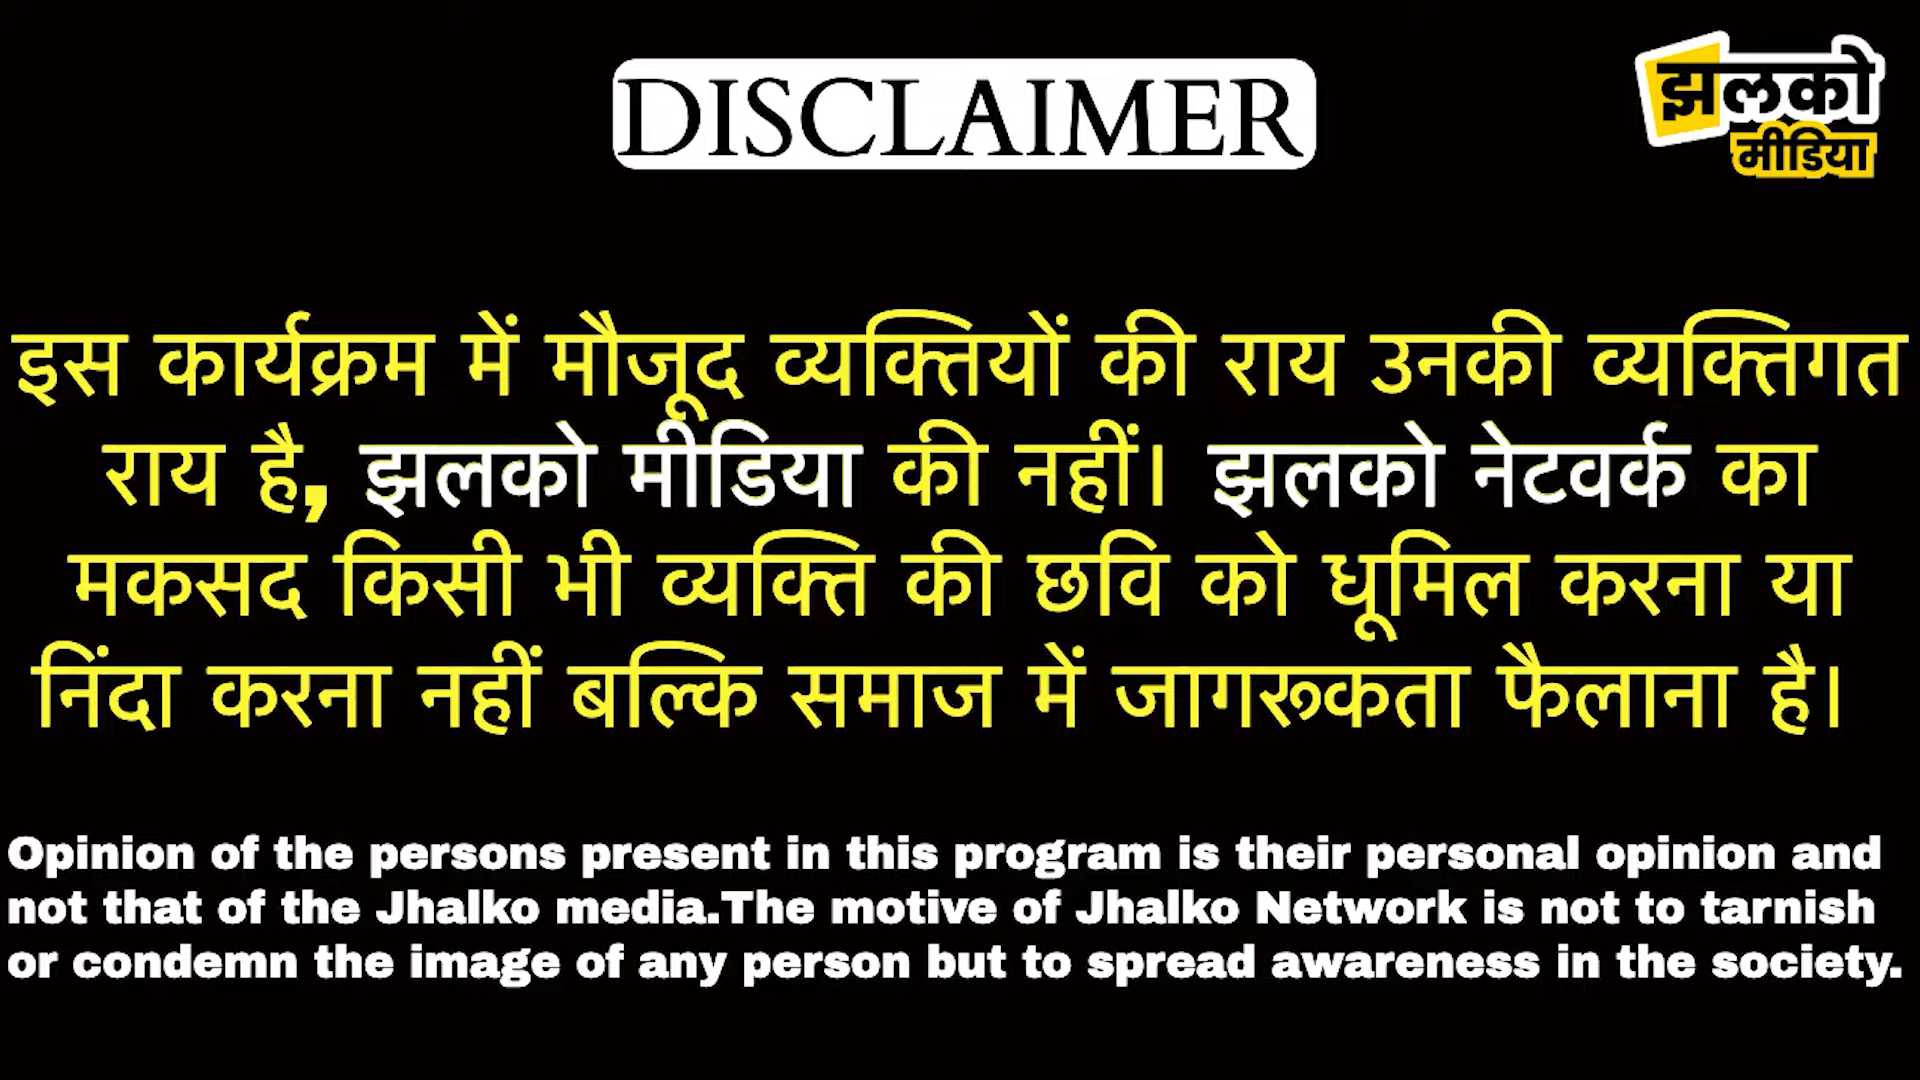 DISCLAIMER
झलको
मीडिया
इस कार्यक्रम में मौजूद व्यक्तियों की राय उनकी व्यक्तिगत
राय है, झलको मीडिया की नहीं। झलको नेटवर्क का
मकसद किसी भी व्यक्ति की छवि को धूमिल करना या
निंदा करना नहीं बल्कि समाज में जागरूकता फैलाना है।
Opinion of the persons present in this program is their personal opinion and
not that of the Jhalko media.The motive of Jhalko Network is not to tarnish
or condemn the image of any person but to spread awareness in the society.